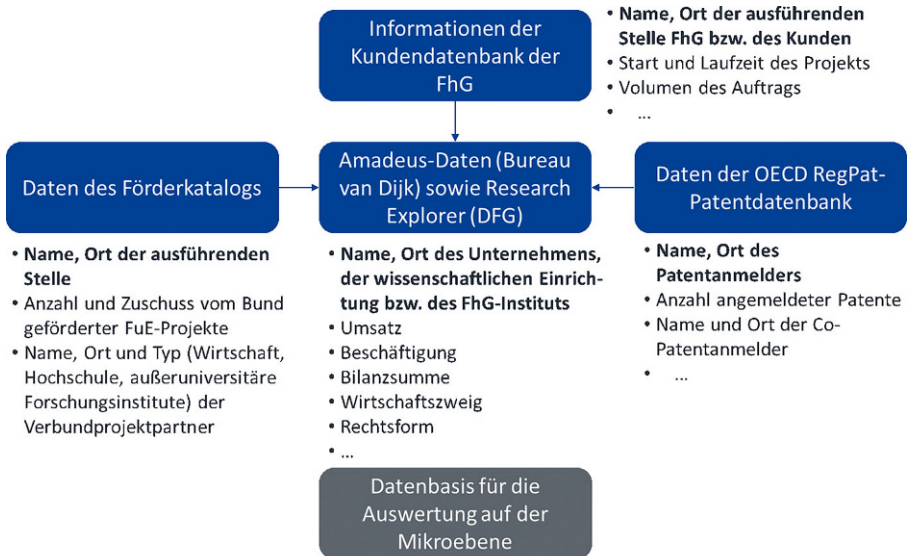 Informationen der
Kundendatenbank der
FhG
• Name, Ort der ausführenden
Stelle FhG bzw. des Kunden
• Start und Laufzeit des Projekts
• Volumen des Auftrags
• ...
Daten des Förderkatalogs
Amadeus-Daten (Bureau
van Dijk) sowie Research
Explorer (DFG)
Daten der OECD RegPat-
Patentdatenbank
• Name, Ort der ausführenden
Stelle
• Anzahl und Zuschuss vom Bund
geförderter FuE-Projekte
• Name, Ort und Typ (Wirtschaft,
Hochschule, außeruniversitäre
Forschungsinstitute) der
Verbundprojektpartner
• Name, Ort des Unternehmens,
der wissenschaftlichen Einrich-
tung bzw. des FhG-Instituts
• Umsatz
• Beschäftigung
• Bilanzsumme
• Wirtschaftszweig
• Rechtsform
• ...
• Name, Ort des
Patentanmelders
• Anzahl angemeldeter Patente
• Name und Ort der Co-
Patentanmelder
• ...
Datenbasis für die
Auswertung auf der
Mikroebene